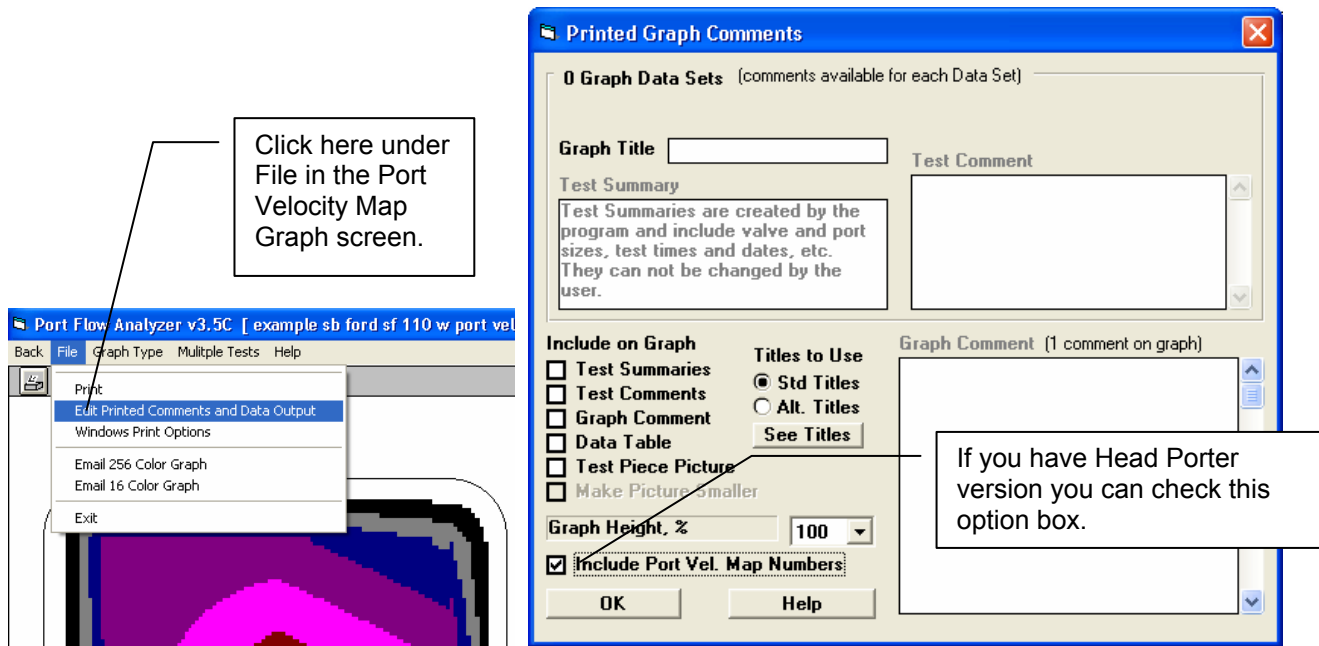 Click here under
File in the Port
Velocity Map
Graph screen.
Port Flow Analyzer v3.5C [ example sb ford sf 110 w port vel
Back File Graph Type Mulitple Tests Help
Print
Edit Printed Comments and Data Output
Windows Print Options
Email 256 Color Graph
Email 16 Color Graph
Exit
Printed Graph Comments
0 Graph Data Sets (comments available for each Data Set)
Graph Title
Test Comment
Test Summary
Test Summaries are created by the
program and include valve and port
sizes, test times and dates, etc.
They can not be changed by the
user.
Include on Graph
Test Summaries
Test Comments
Graph Comment
Data Table
Test Piece Picture
Make Picture Smaller
Titles to Use
Std Titles
Alt. Titles
See Titles
Graph Comment (1 comment on graph)
Graph Height, % 100
Include Port Vel. Map Numbers
OK Help
If you have Head Porter
version you can check this
option box.